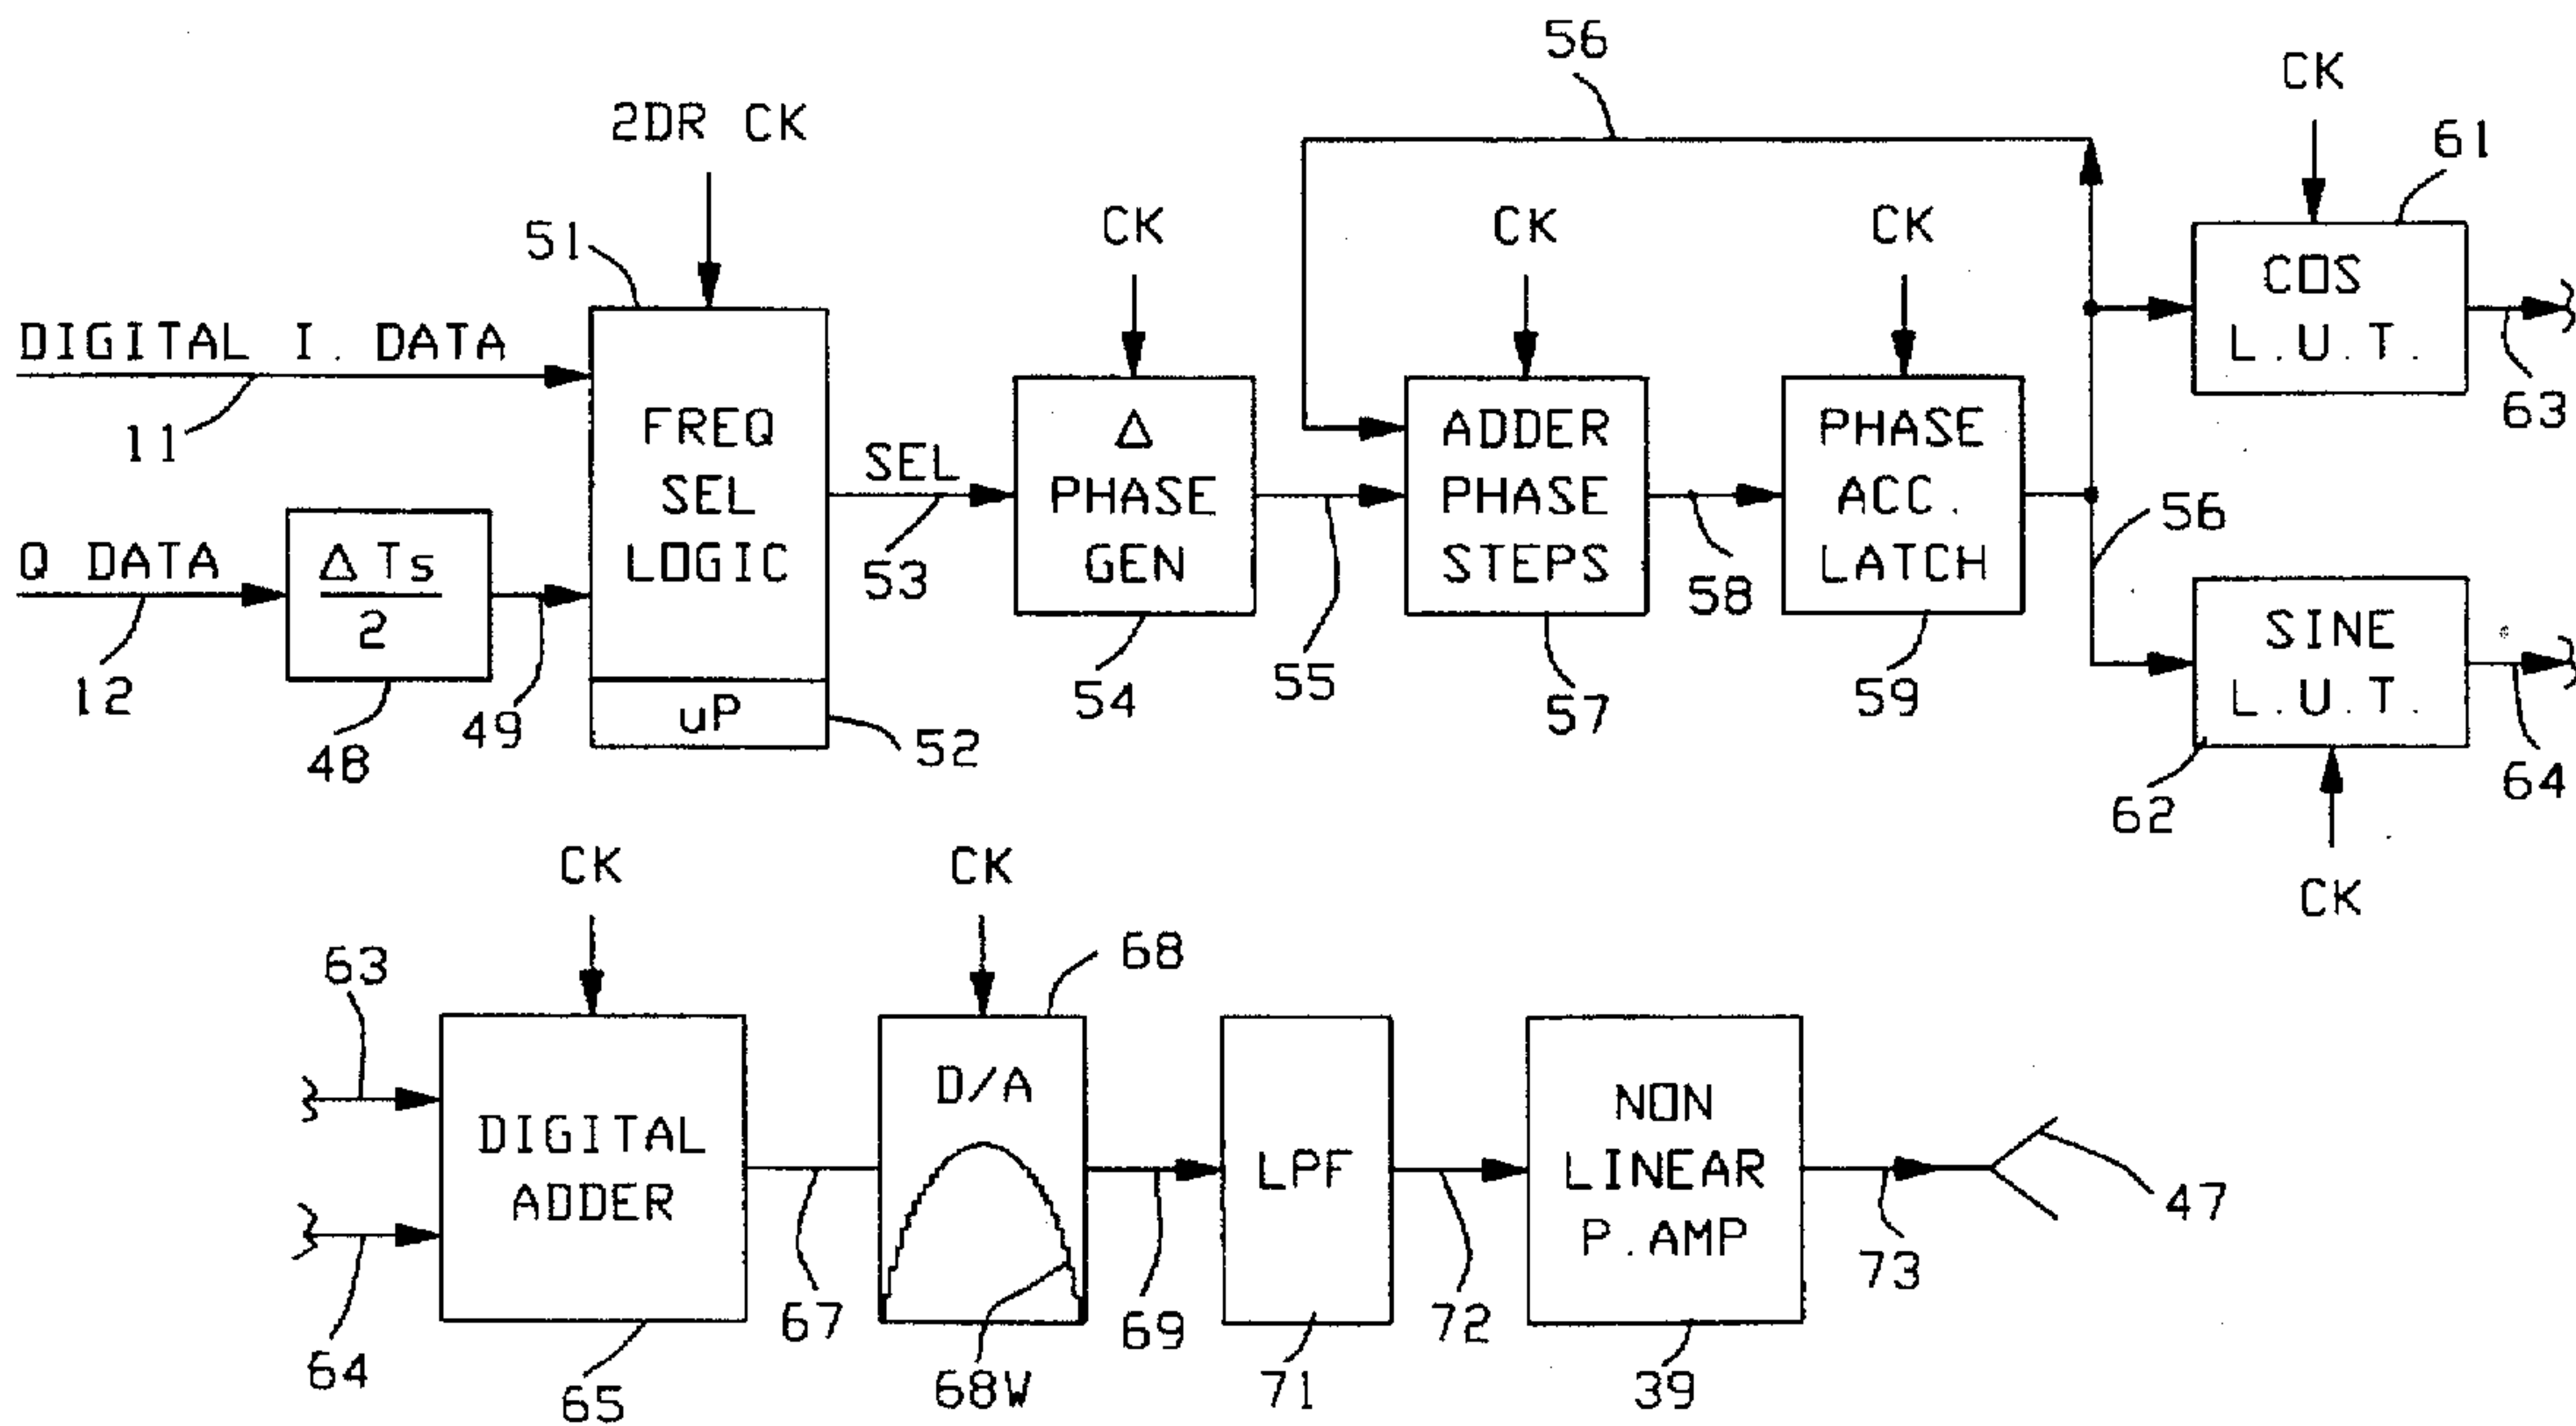 56
CK
2DR CK
61
CK
CK
CK
51
COS
L.U.T.
DIGITAL I. DATA
11
FREQ
SEL
LOGIC
SEL
53
Δ
PHASE
GEN
ADDER
PHASE
STEPS
PHASE
ACC.
LATCH
63
56
Q DATA
Δ Ts
2
12
48
49
uP
52
54
55
57
58
59
SINE
L.U.T.
62
64
CK
CK
CK
63
68
DIGITAL
ADDER
D/A
LPF
NON
LINEAR
P.AMP
47
64
65
67
68W
69
71
72
39
73